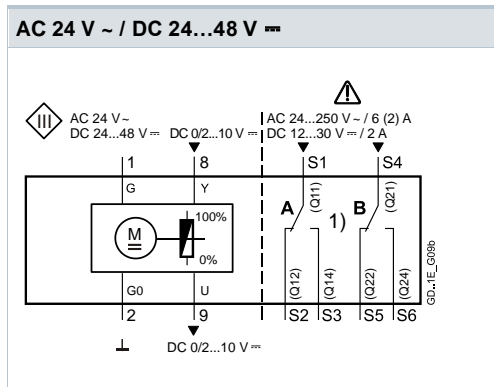 AC 24 V ~ / DC 24...48 V ⎓
III
AC 24 V ~
DC 24...48 V ⎓
DC 0/2...10 V ⎓
AC 24...250 V ~ / 6 (2) A
DC 12...30 V ⎓ / 2 A
1
8
S1
S4
G
Y
(Q11)
(Q21)
A
1)
B
100%
M
0%
G0
U
(Q12)
(Q14)
(Q22)
(Q24)
GD..1E_G09b
2
9
S2
S3
S5
S6
DC 0/2...10 V ⎓